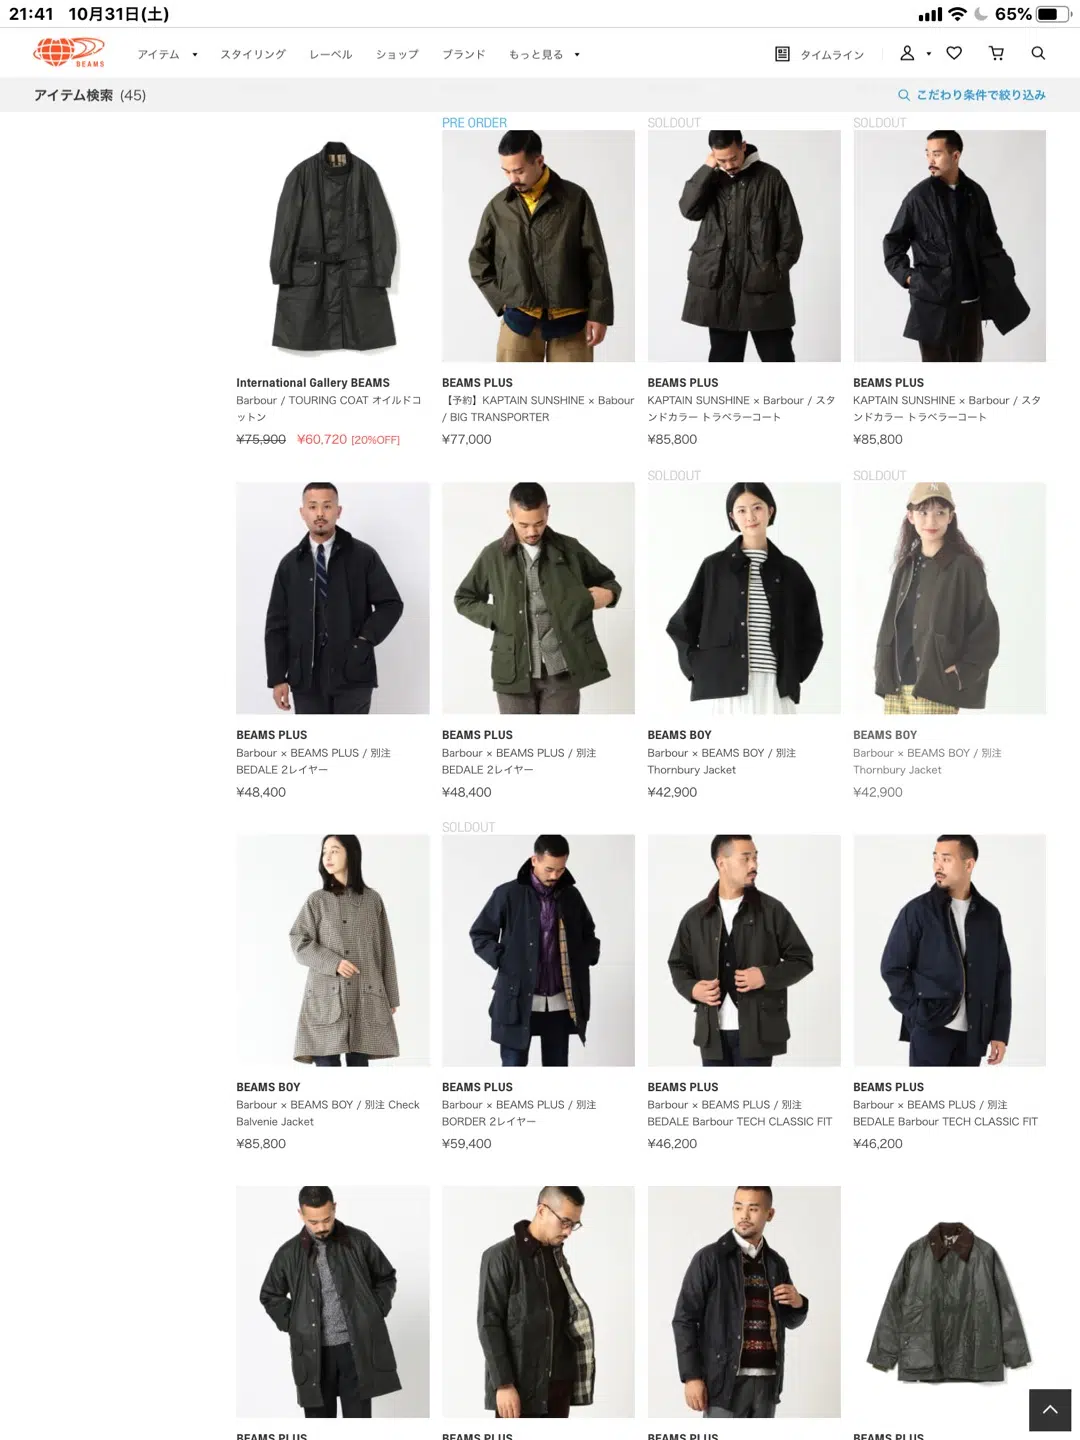 21:41 10月31日(土)
65%
BEAMS
アイテム スタイリング レーベル ショップ ブランド もっと見る タイムライン
アイテム検索 (45) こだわり条件で絞り込み
PRE ORDER
SOLDOUT
SOLDOUT
International Gallery BEAMS
Barbour / TOURING COAT オイルドコ
ットン
¥75,900 ¥60,720 [20%OFF]
BEAMS PLUS
【予約】KAPTAIN SUNSHINE × Babour
/ BIG TRANSPORTER
¥77,000
BEAMS PLUS
KAPTAIN SUNSHINE × Barbour / スタ
ンドカラー トラベラーコート
¥85,800
BEAMS PLUS
KAPTAIN SUNSHINE × Barbour / スタ
ンドカラー トラベラーコート
¥85,800
SOLDOUT
SOLDOUT
BEAMS PLUS
Barbour × BEAMS PLUS / 別注
BEDALE 2レイヤー
¥48,400
BEAMS PLUS
Barbour × BEAMS PLUS / 別注
BEDALE 2レイヤー
¥48,400
BEAMS BOY
Barbour × BEAMS BOY / 別注
Thornbury Jacket
¥42,900
BEAMS BOY
Barbour × BEAMS BOY / 別注
Thornbury Jacket
¥42,900
SOLDOUT
BEAMS BOY
Barbour × BEAMS BOY / 別注 Check
Balvenie Jacket
¥85,800
BEAMS PLUS
Barbour × BEAMS PLUS / 別注
BORDER 2レイヤー
¥59,400
BEAMS PLUS
Barbour × BEAMS PLUS / 別注
BEDALE Barbour TECH CLASSIC FIT
¥46,200
BEAMS PLUS
Barbour × BEAMS PLUS / 別注
BEDALE Barbour TECH CLASSIC FIT
¥46,200
BEAMS PLUS
BEAMS PLUS
BEAMS PLUS
BEAMS PLUS